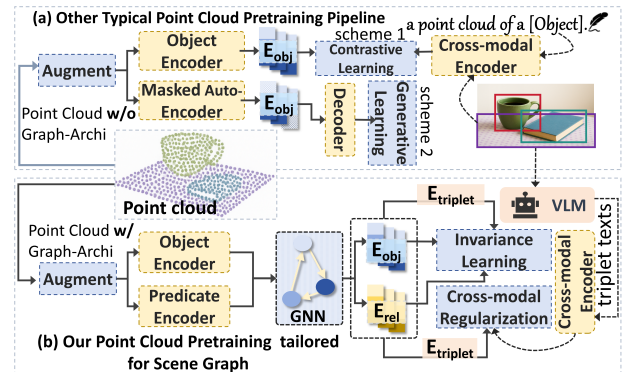 (a) Other Typical Point Cloud Pretraining Pipeline
a point cloud of a [Object].
scheme 1
Augment
Object
Encoder
E_obj
Contrastive
Learning
Cross-modal
Encoder
Masked Auto-
Encoder
E_obj
Decoder
Generative
Learning
scheme 2
Point Cloud w/o
Graph-Archi
Point cloud
Point Cloud w/
Graph-Archi
Augment
Object
Encoder
Predicate
Encoder
GNN
E_obj
E_rel
E_triplet
Invariance
Learning
Cross-modal
Regularization
E_triplet
VLM
triplet texts
Cross-modal
Encoder
(b) Our Point Cloud Pretraining tailored
for Scene Graph